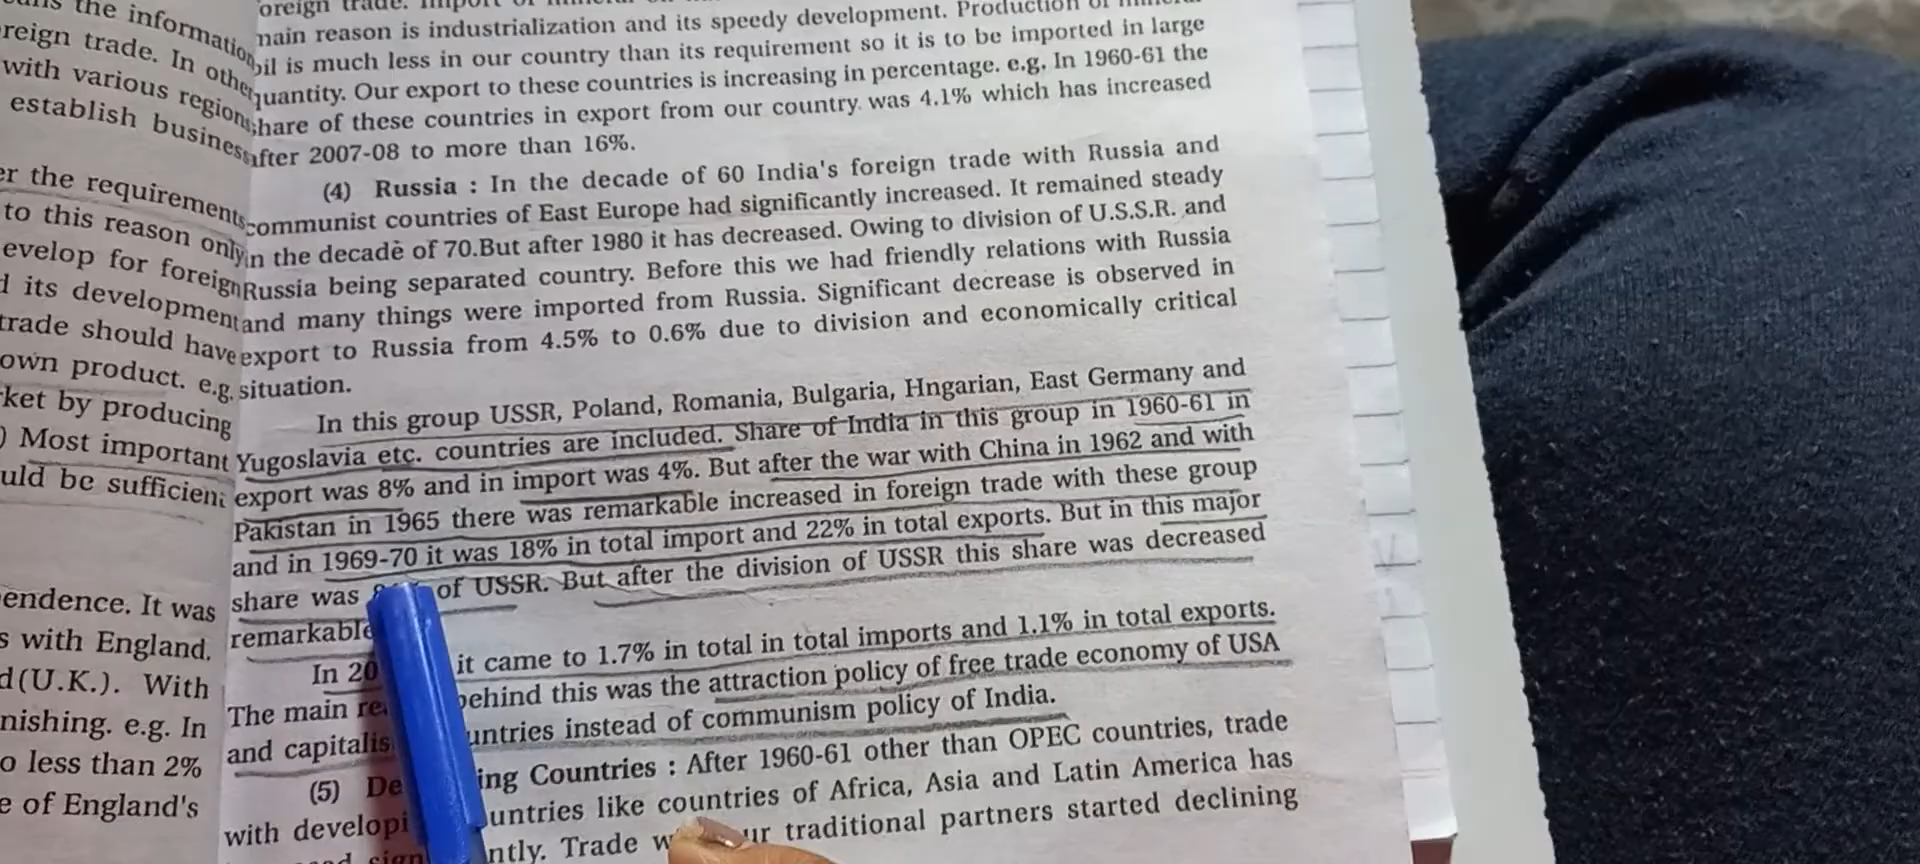 the information
reign trade. In other
with various regions
establish business
er the requirements
to this reason only
evelop for foreign
its development
trade should have
own product. e.g.
ket by producing
) Most important
uld be sufficient
endence. It was
s with England.
d(U.K.). With
nishing. e.g. In
o less than 2%
e of England's
oreign trade.
main reason is industrialization and its speedy development. Production of
oil is much less in our country than its requirement so it is to be imported in large
quantity. Our export to these countries is increasing in percentage. e.g. In 1960-61 the
share of these countries in export from our country was 4.1% which has increased
after 2007-08 to more than 16%.
(4) Russia : In the decade of 60 India's foreign trade with Russia and
communist countries of East Europe had significantly increased. It remained steady
in the decade of 70.But after 1980 it has decreased. Owing to division of U.S.S.R. and
Russia being separated country. Before this we had friendly relations with Russia
and many things were imported from Russia. Significant decrease is observed in
export to Russia from 4.5% to 0.6% due to division and economically critical
situation.
In this group USSR, Poland, Romania, Bulgaria, Hngarian, East Germany and
Yugoslavia etc. countries are included. Share of India in this group in 1960-61 in
export was 8% and in import was 4%. But after the war with China in 1962 and with
Pakistan in 1965 there was remarkable increased in foreign trade with these group
and in 1969-70 it was 18% in total import and 22% in total exports. But in this major
share was of USSR. But after the division of USSR this share was decreased
remarkable
In 20 it came to 1.7% in total in total imports and 1.1% in total exports.
The main behind this was the attraction policy of free trade economy of USA
and capitalis untries instead of communism policy of India.
(5) De ing Countries : After 1960-61 other than OPEC countries, trade
with developi untries like countries of Africa, Asia and Latin America has
ntly. Trade ur traditional partners started declining